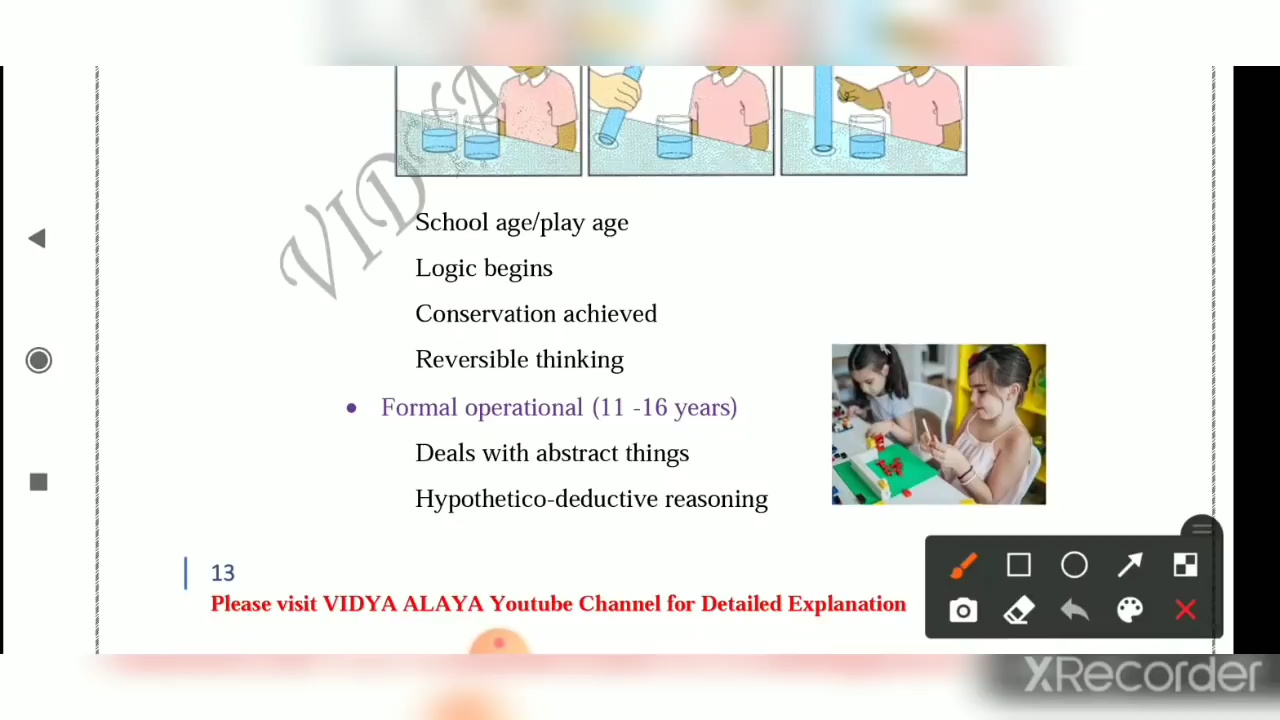 VIDYA
School age/play age
Logic begins
Conservation achieved
Reversible thinking
• Formal operational (11 -16 years)
Deals with abstract things
Hypothetico-deductive reasoning
13
Please visit VIDYA ALAYA Youtube Channel for Detailed Explanation
XRecorder